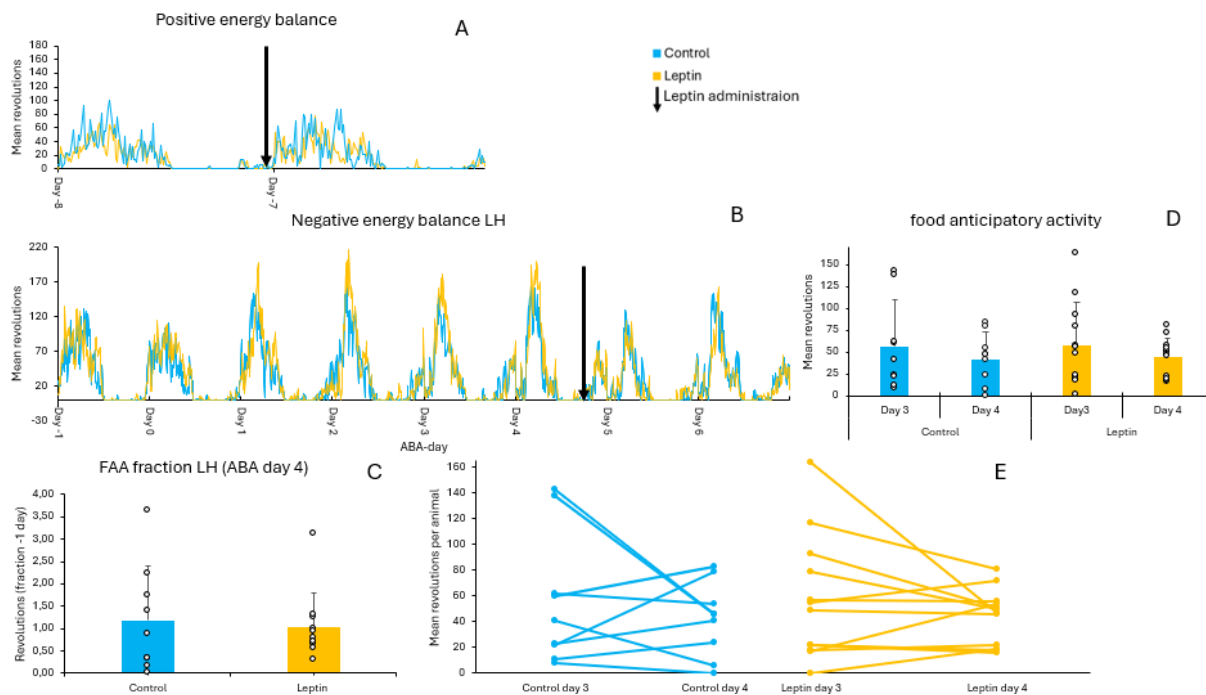 Positive energy balance
A
Mean revolutions
180
160
140
120
100
80
60
40
20
0
Day -8
Day -7
Control
Leptin
Leptin administraion
Negative energy balance LH
B
Mean revolutions
220
170
120
70
20
-30
Day -1
Day 0
Day 1
Day 2
Day 3
Day 4
Day 5
Day 6
ABA-day
food anticipatory activity
D
Mean revolutions
150
125
100
75
50
25
0
Day 3
Day 4
Day3
Day 4
Control
Leptin
FAA fraction LH (ABA day 4)
C
Revolutions (fraction -1 day)
4,00
3,50
3,00
2,50
2,00
1,50
1,00
0,50
0,00
Control
Leptin
E
Mean revolutions per animal
160
140
120
100
80
60
40
20
0
Control day 3
Control day 4
Leptin day 3
Leptin day 4